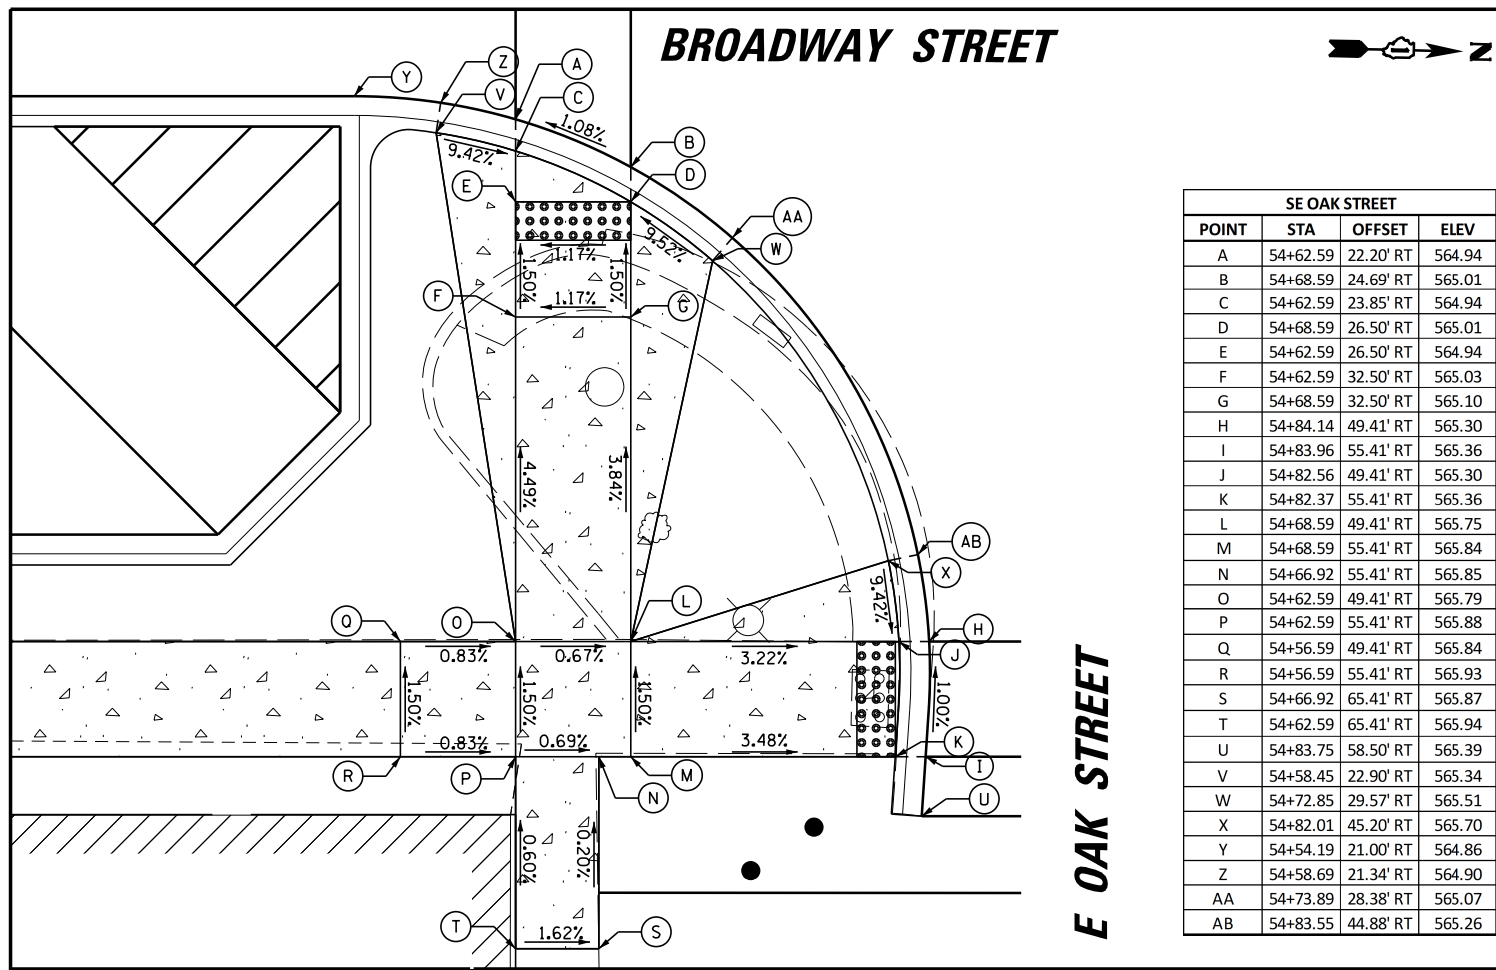 BROADWAY STREET
N
Z
A
Y
V
C
1.08%
B
9.42%
E
D
AA
W
9.52%
1.17%
1.50%
1.50%
F
1.17%
G
4.49%
3.84%
AB
X
9.42%
L
Q
O
H
J
0.83%
0.67%
3.22%
1.50%
1.50%
1.50%
1.00%
0.83%
0.69%
3.48%
K
R
P
M
I
N
U
0.60%
0.20%
T
1.62%
S
E OAK STREET
SE OAK STREET
POINT STA OFFSET ELEV
A 54+62.59 22.20' RT 564.94
B 54+68.59 24.69' RT 565.01
C 54+62.59 23.85' RT 564.94
D 54+68.59 26.50' RT 565.01
E 54+62.59 26.50' RT 564.94
F 54+62.59 32.50' RT 565.03
G 54+68.59 32.50' RT 565.10
H 54+84.14 49.41' RT 565.30
I 54+83.96 55.41' RT 565.36
J 54+82.56 49.41' RT 565.30
K 54+82.37 55.41' RT 565.36
L 54+68.59 49.41' RT 565.75
M 54+68.59 55.41' RT 565.84
N 54+66.92 55.41' RT 565.85
O 54+62.59 49.41' RT 565.79
P 54+62.59 55.41' RT 565.88
Q 54+56.59 49.41' RT 565.84
R 54+56.59 55.41' RT 565.93
S 54+66.92 65.41' RT 565.87
T 54+62.59 65.41' RT 565.94
U 54+83.75 58.50' RT 565.39
V 54+58.45 22.90' RT 565.34
W 54+72.85 29.57' RT 565.51
X 54+82.01 45.20' RT 565.70
Y 54+54.19 21.00' RT 564.86
Z 54+58.69 21.34' RT 564.90
AA 54+73.89 28.38' RT 565.07
AB 54+83.55 44.88' RT 565.26